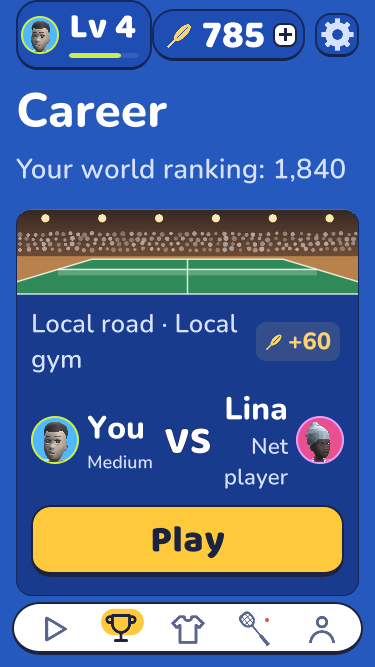 Lv 4
785
Career
Your world ranking: 1,840
Local road · Local
gym
+60
You
Medium
VS
Lina
Net
player
Play